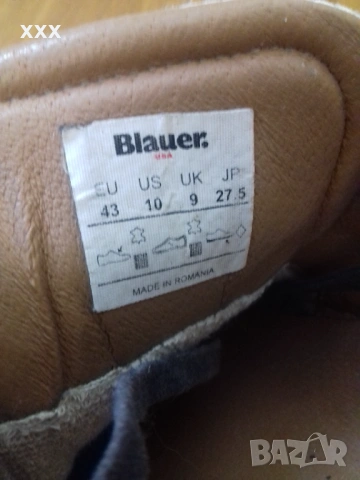 xxx
Blauer.
USA
EU US UK JP
43 10 9 27.5
MADE IN ROMANIA
BAZAR